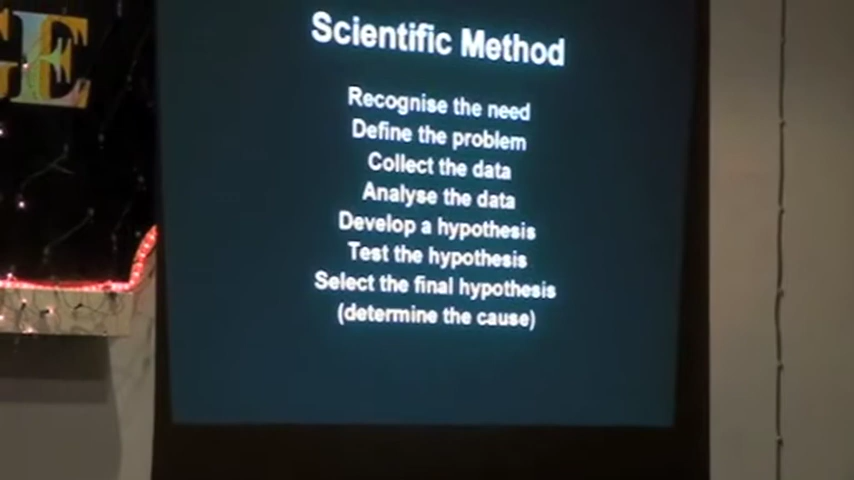 GE
Scientific Method
Recognise the need
Define the problem
Collect the data
Analyse the data
Develop a hypothesis
Test the hypothesis
Select the final hypothesis
(determine the cause)